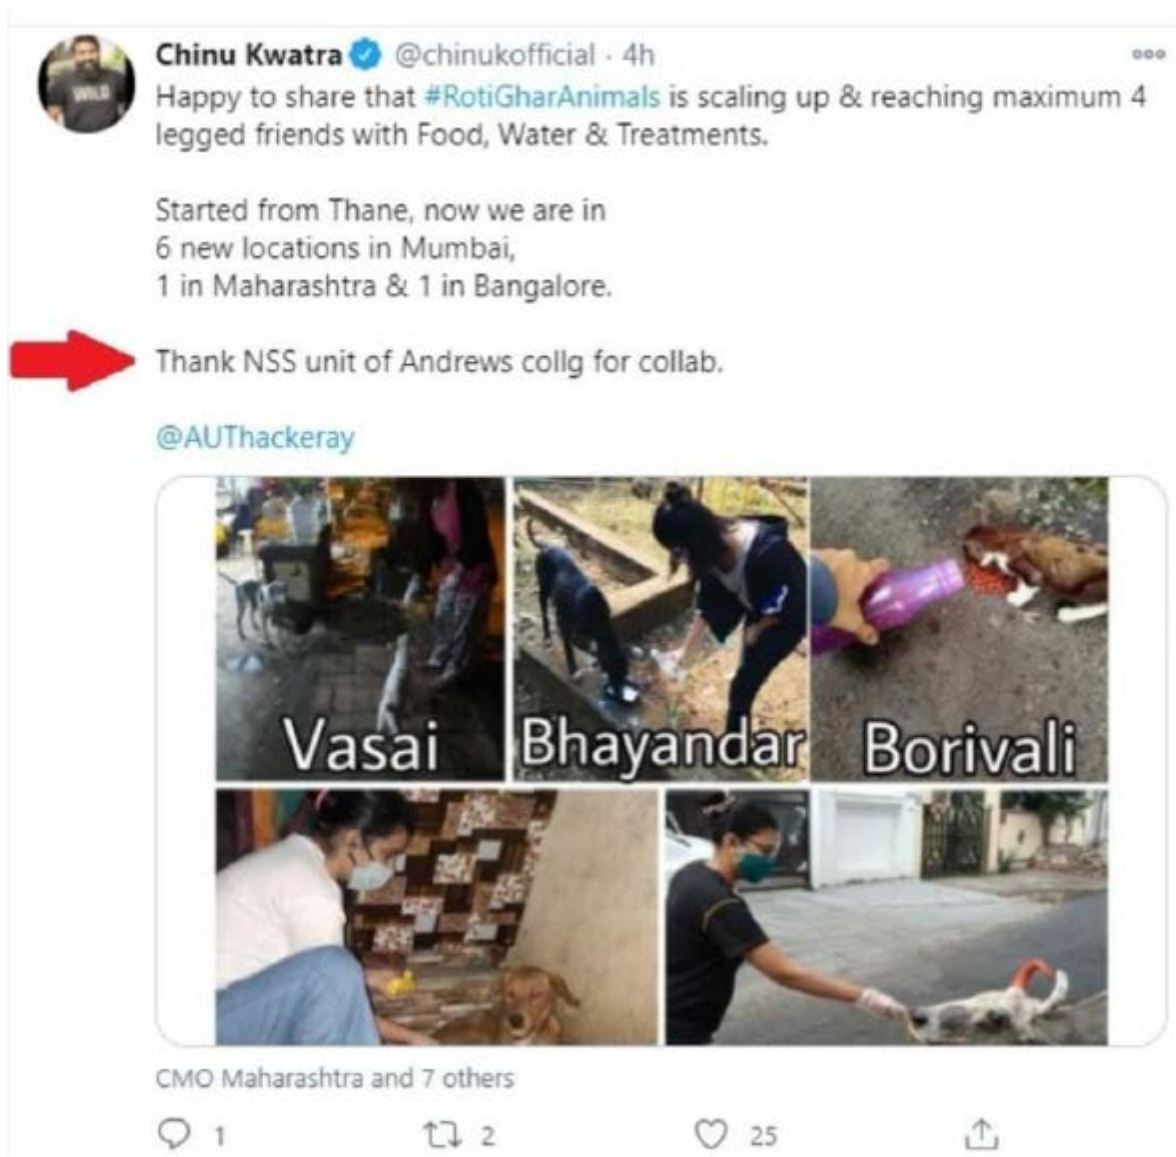 Chinu Kwatra @chinukofficial · 4h
Happy to share that #RotiGharAnimals is scaling up & reaching maximum 4
legged friends with Food, Water & Treatments.
Started from Thane, now we are in
6 new locations in Mumbai,
1 in Maharashtra & 1 in Bangalore.
Thank NSS unit of Andrews collg for collab.
@AUThackeray
WILD
Vasai
Bhayandar
Borivali
CMO Maharashtra and 7 others
1 2 25